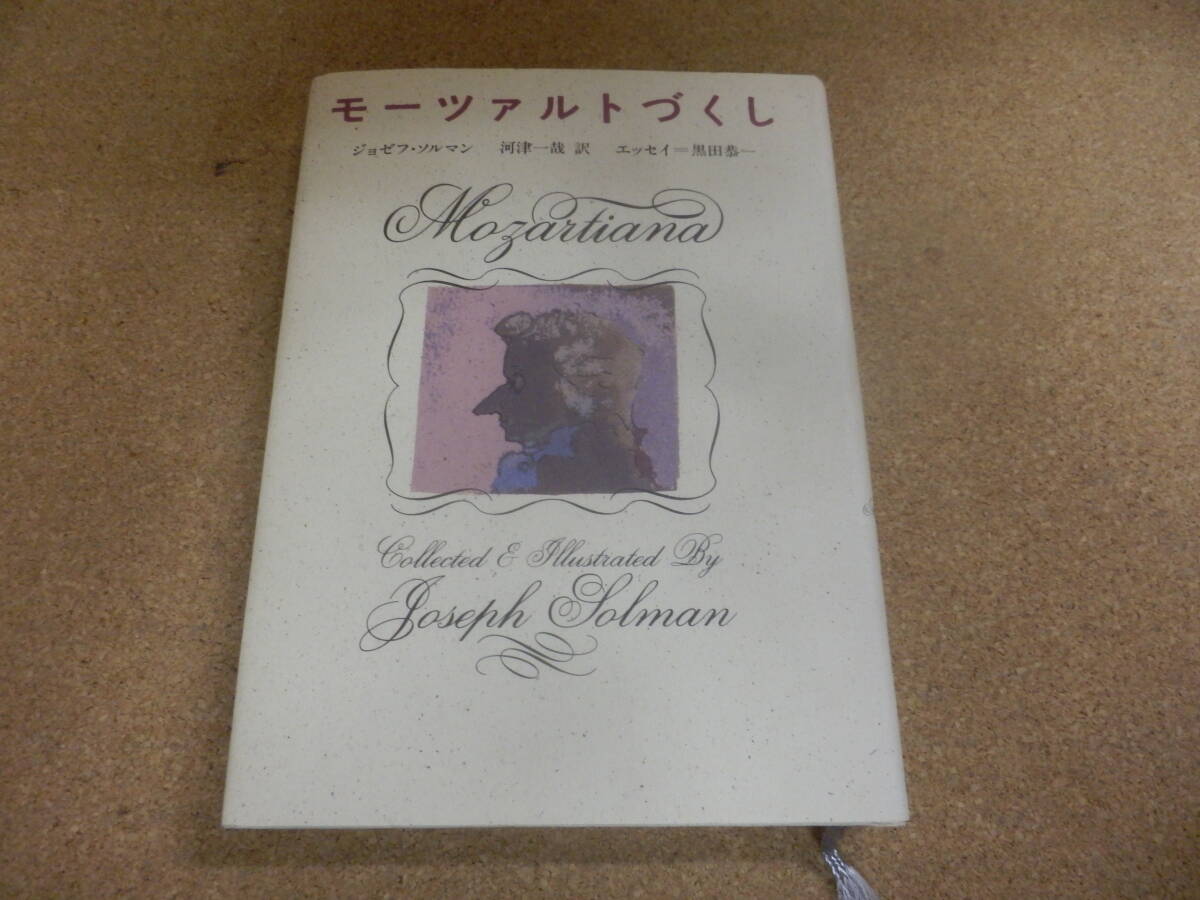 モーツァルトづくし
ジョゼフ・ソルマン 河津一哉 訳 エッセイ=黒田恭一
Mozartiana
Collected & Illustrated By
Joseph Solman